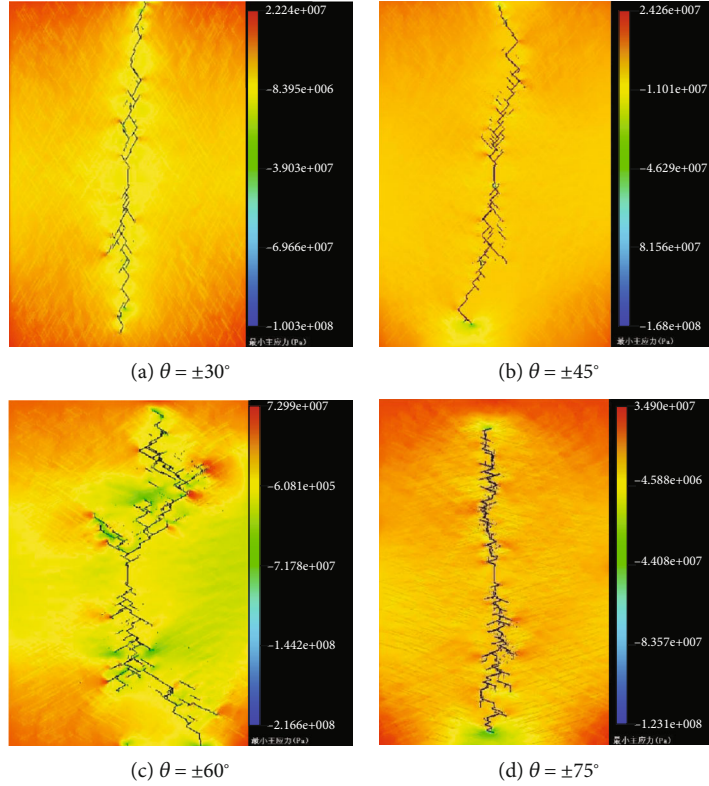 2.224e+007
−8.395e+006
−3.903e+007
−6.966e+007
−1.003e+008
最小主应力(Pa)
(a) θ = ±30°
2.426e+007
−1.101e+007
−4.629e+007
8.156e+007
−1.68e+008
最小主应力(Pa)
(b) θ = ±45°
7.299e+007
−6.081e+005
−7.178e+007
−1.442e+008
−2.166e+008
最小主应力(Pa)
(c) θ = ±60°
3.490e+007
−4.588e+006
−4.408e+007
−8.357e+007
−1.231e+008
最小主应力(Pa)
(d) θ = ±75°